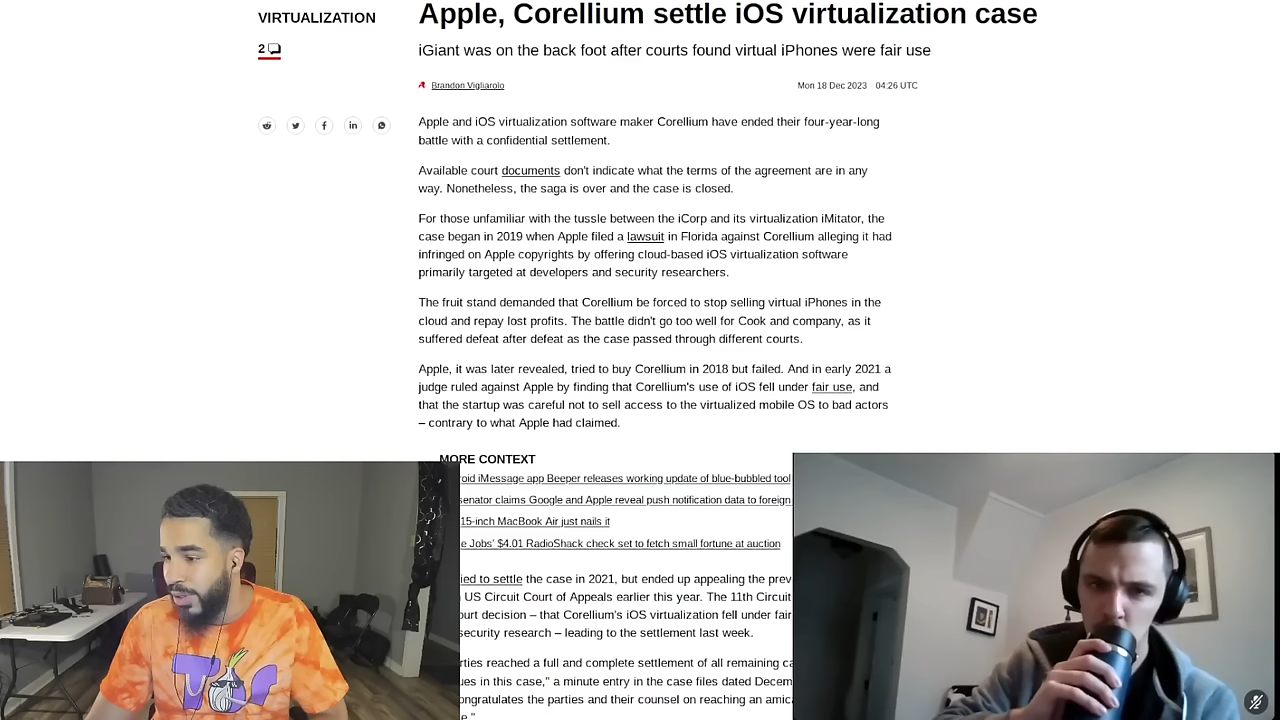 VIRTUALIZATION
2
Apple, Corellium settle iOS virtualization case
iGiant was on the back foot after courts found virtual iPhones were fair use
Brandon Vigliarolo
Mon 18 Dec 2023 04:26 UTC
Apple and iOS virtualization software maker Corellium have ended their four-year-long
battle with a confidential settlement.
Available court documents don't indicate what the terms of the agreement are in any
way. Nonetheless, the saga is over and the case is closed.
For those unfamiliar with the tussle between the iCorp and its virtualization iMitator, the
case began in 2019 when Apple filed a lawsuit in Florida against Corellium alleging it had
infringed on Apple copyrights by offering cloud-based iOS virtualization software
primarily targeted at developers and security researchers.
The fruit stand demanded that Corellium be forced to stop selling virtual iPhones in the
cloud and repay lost profits. The battle didn't go too well for Cook and company, as it
suffered defeat after defeat as the case passed through different courts.
Apple, it was later revealed, tried to buy Corellium in 2018 but failed. And in early 2021 a
judge ruled against Apple by finding that Corellium's use of iOS fell under fair use, and
that the startup was careful not to sell access to the virtualized mobile OS to bad actors
– contrary to what Apple had claimed.
MORE CONTEXT
roid iMessage app Beeper releases working update of blue-bubbled tool
senator claims Google and Apple reveal push notification data to foreign
15-inch MacBook Air just nails it
e Jobs' $4.01 RadioShack check set to fetch small fortune at auction
ied to settle the case in 2021, but ended up appealing the prev
US Circuit Court of Appeals earlier this year. The 11th Circuit
ourt decision – that Corellium's iOS virtualization fell under fair
security research – leading to the settlement last week.
rties reached a full and complete settlement of all remaining ca
ues in this case," a minute entry in the case files dated Decem
ongratulates the parties and their counsel on reaching an amica
e."